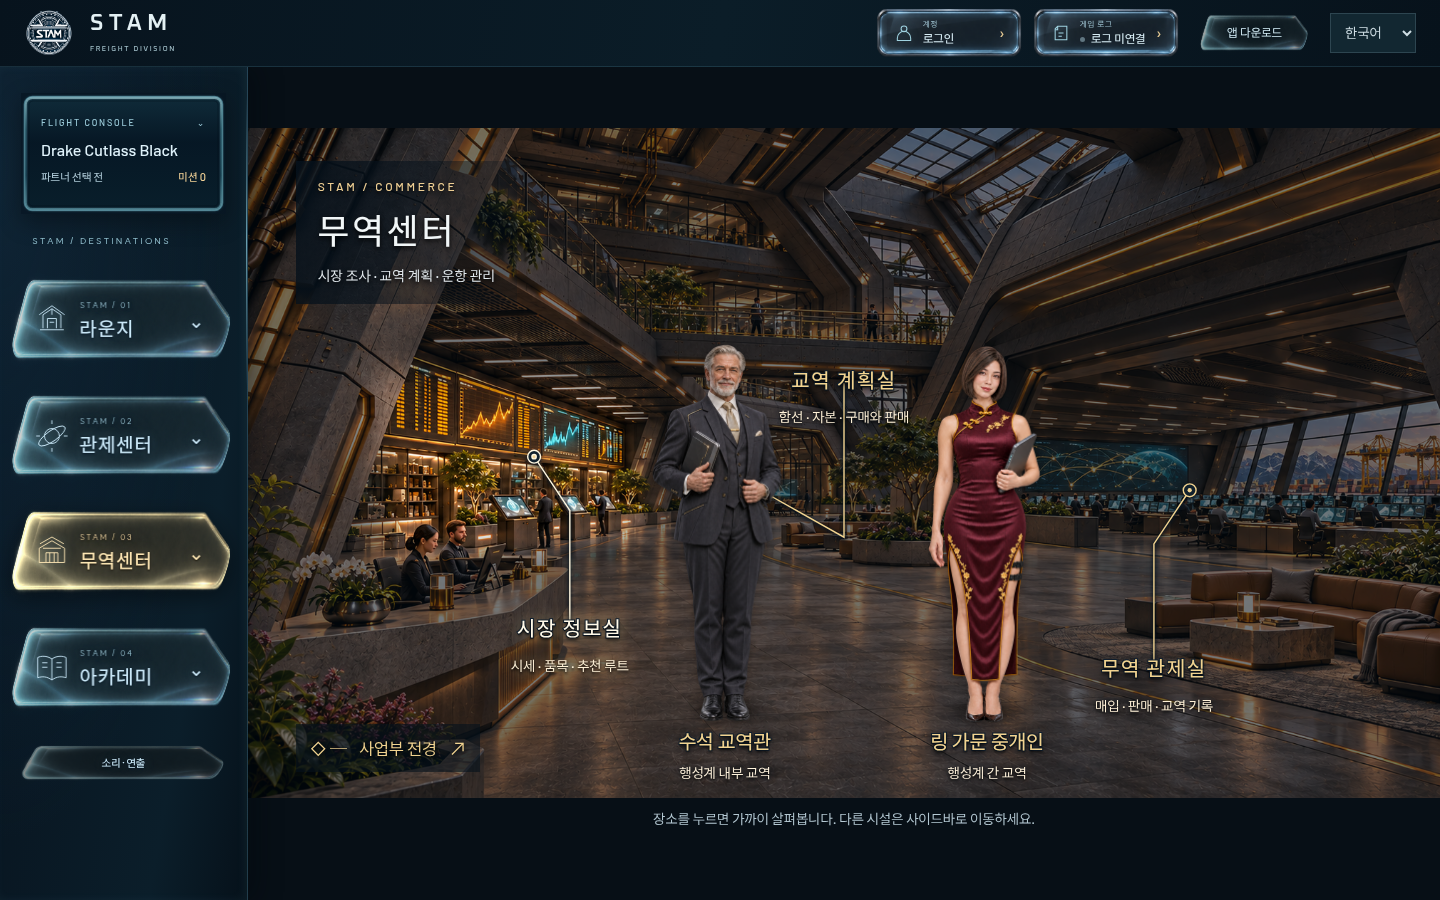 STAM
STAM
FREIGHT DIVISION
계정
로그인
게임 로그
로그 미연결
앱 다운로드
한국어
FLIGHT CONSOLE
Drake Cutlass Black
파트너 선택 전
미션 0
STAM / DESTINATIONS
STAM / 01
라운지
STAM / 02
관제센터
STAM / 03
무역센터
STAM / 04
아카데미
소리 · 연출
STAM / COMMERCE
무역센터
시장 조사 · 교역 계획 · 운항 관리
교역 계획실
함선 · 자본 · 구매와 판매
시장 정보실
시세 · 품목 · 추천 루트
무역 관제실
매입 · 판매 · 교역 기록
수석 교역관
행성계 내부 교역
링 가문 중개인
행성계 간 교역
사업부 전경
장소를 누르면 가까이 살펴봅니다. 다른 시설은 사이드바로 이동하세요.